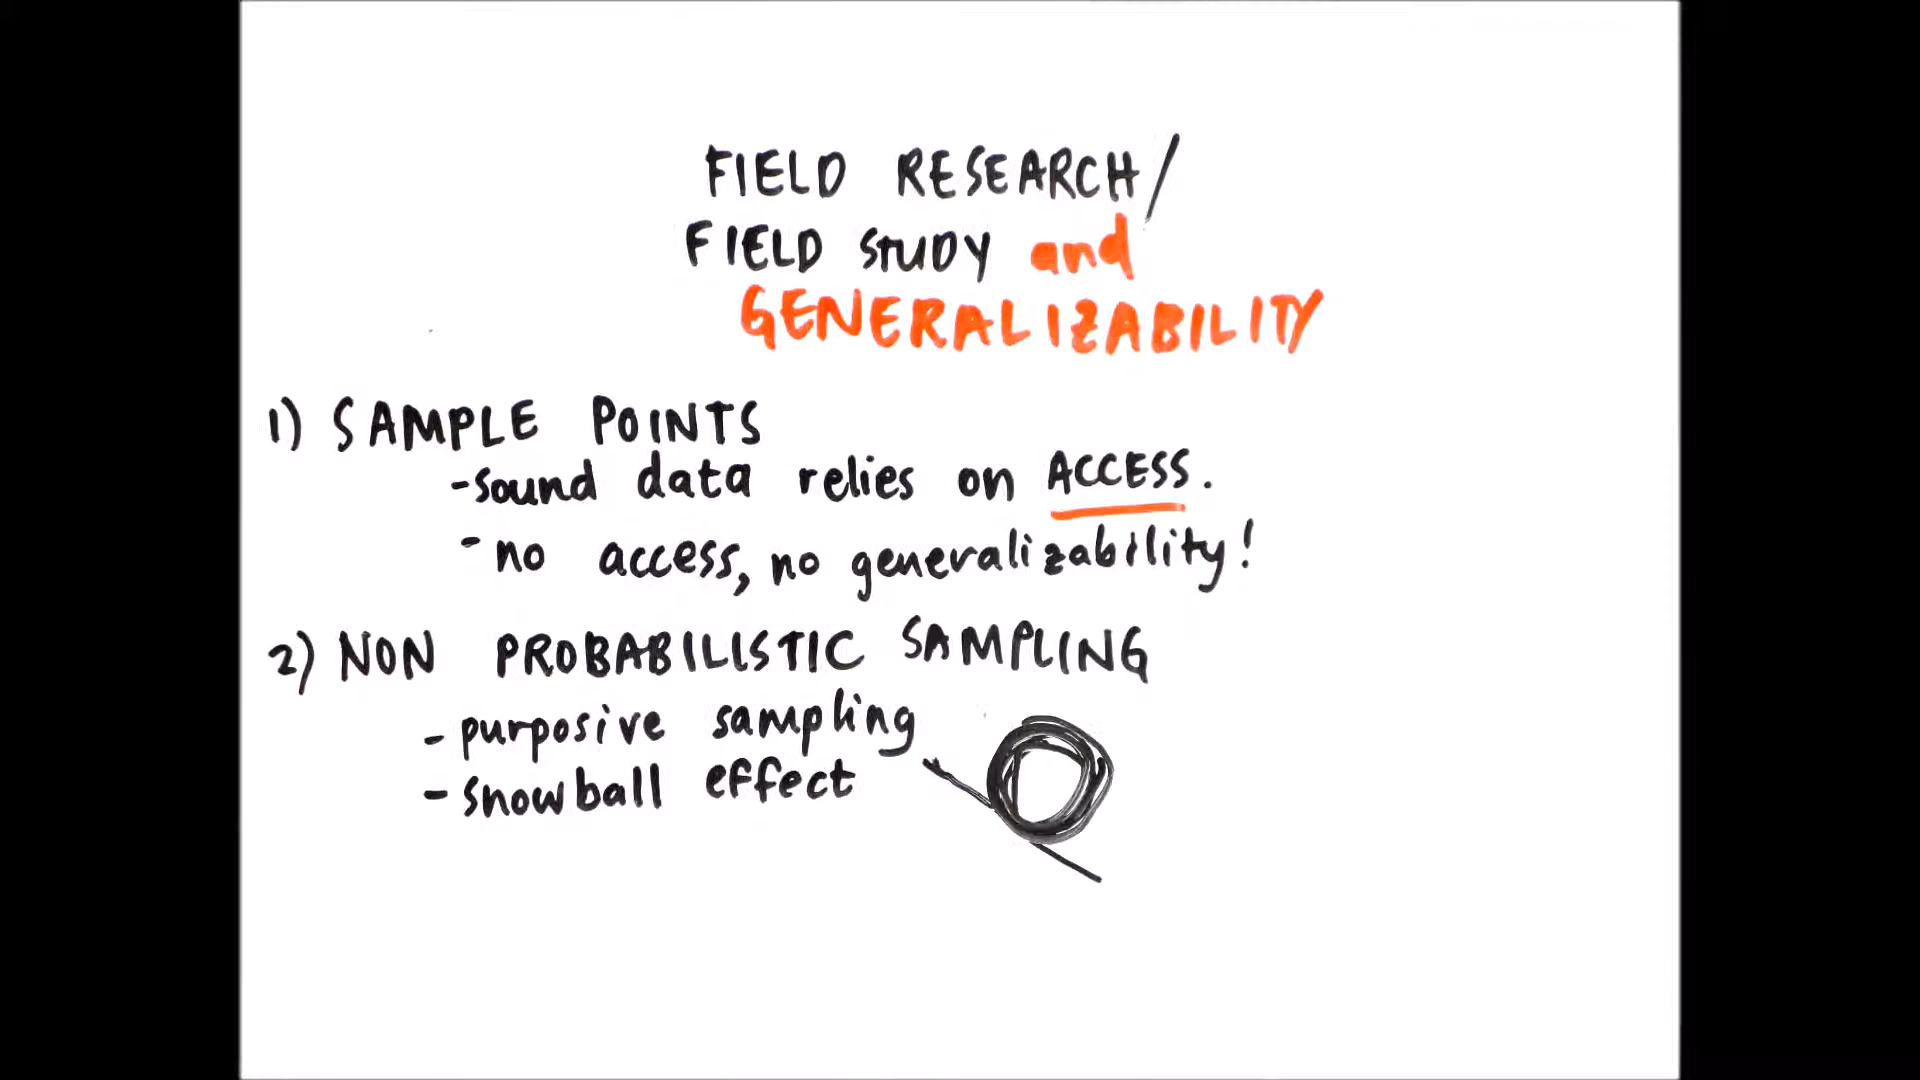 FIELD RESEARCH/
FIELD STUDY and
GENERALIZABILITY
1) SAMPLE POINTS
-sound data relies on ACCESS.
- no access, no generalizability!
2) NON PROBABILISTIC SAMPLING
- purposive sampling
- snowball effect